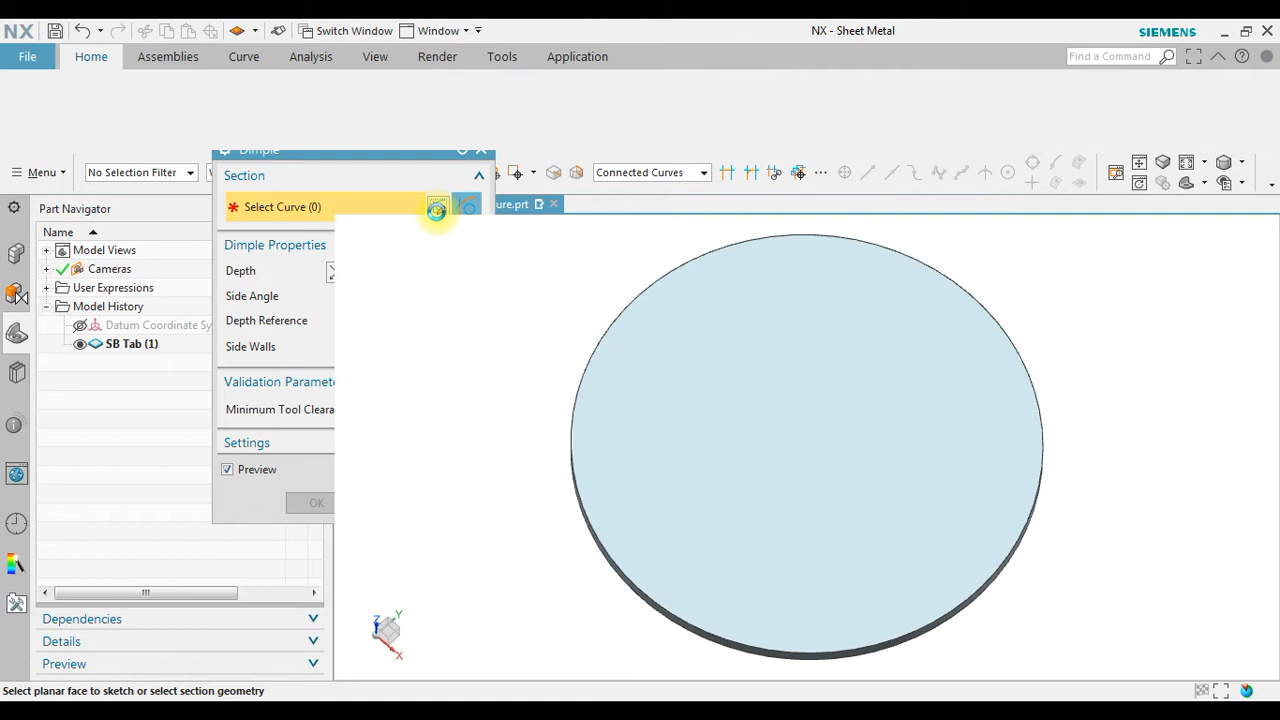 NX
Switch Window
Window
NX - Sheet Metal
SIEMENS
File
Home
Assemblies
Curve
Analysis
View
Render
Tools
Application
Find a Command
Menu
No Selection Filter
Connected Curves
Dimple
Section
Select Curve (0)
ure.prt
Dimple Properties
Depth
Side Angle
Depth Reference
Side Walls
Validation Paramete
Minimum Tool Cleara
Settings
Preview
OK
Part Navigator
Name
Model Views
Cameras
User Expressions
Model History
Datum Coordinate Sy
SB Tab (1)
Dependencies
Details
Preview
Z
Y
X
Select planar face to sketch or select section geometry